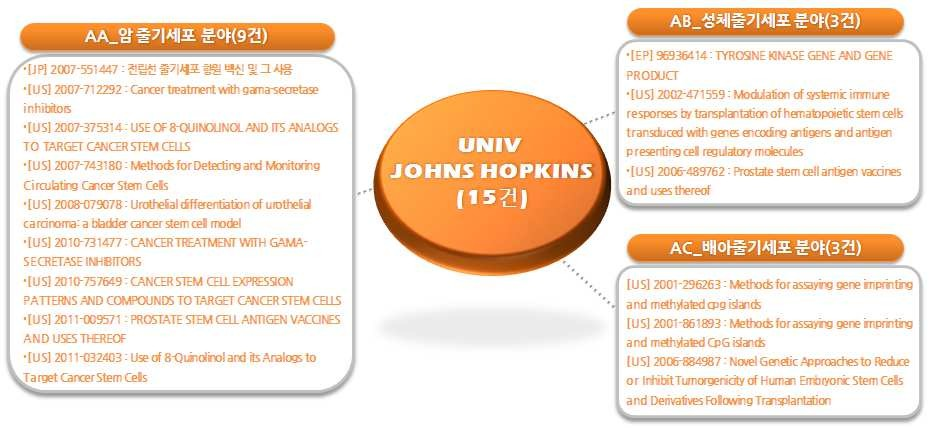 AA_암 줄기세포 분야(9건)
•[JP] 2007-551447 : 전립선 줄기세포 항원 백신 및 그 사용
•[US] 2007-712292 : Cancer treatment with gama-secretase
inhibitors
•[US] 2007-375314 : USE OF 8-QUINOLINOL AND ITS ANALOGS
TO TARGET CANCER STEM CELLS
•[US] 2007-743180 : Methods for Detecting and Monitoring
Circulating Cancer Stem Cells
•[US] 2008-079078 : Urothelial differentiation of urothelial
carcinoma: a bladder cancer stem cell model
•[US] 2010-731477 : CANCER TREATMENT WITH GAMA-
SECRETASE INHIBITORS
•[US] 2010-757649 : CANCER STEM CELL EXPRESSION
PATTERNS AND COMPOUNDS TO TARGET CANCER STEM CELLS
•[US] 2011-009571 : PROSTATE STEM CELL ANTIGEN VACCINES
AND USES THEREOF
•[US] 2011-032403 : Use of 8-Quinolinol and its Analogs to
Target Cancer Stem Cells
UNIV
JOHNS HOPKINS
(15건)
AB_성체줄기세포 분야(3건)
•[EP] 96936414 : TYROSINE KINASE GENE AND GENE
PRODUCT
•[US] 2002-471559 : Modulation of systemic immune
responses by transplantation of hematopoietic stem cells
transduced with genes encoding antigens and antigen
presenting cell regulatory molecules
•[US] 2006-489762 : Prostate stem cell antigen vaccines
and uses thereof
AC_배아줄기세포 분야(3건)
[US] 2001-296263 : Methods for assaying gene imprinting
and methylated cpg islands
[US] 2001-861893 : Methods for assaying gene imprinting
and methylated CpG islands
[US] 2006-884987 : Novel Genetic Approaches to Reduce
or Inhibit Tumorgenicity of Human Embryonic Stem Cells
and Derivatives Following Transplantation